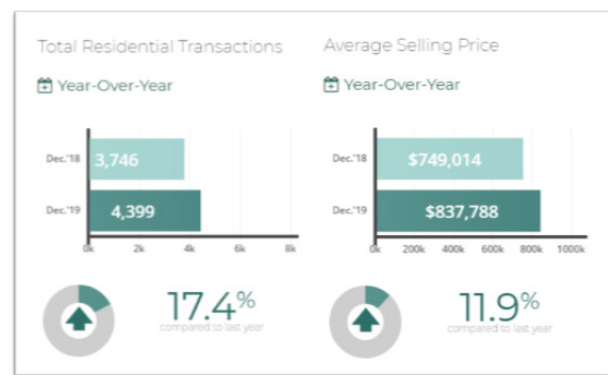 Total Residential Transactions
Year-Over-Year
Dec.'18 3,746
Dec.'19 4,399
0k 2k 4k 6k 8k
17.4%
compared to last year
Average Selling Price
Year-Over-Year
Dec.'18 $749,014
Dec.'19 $837,788
0k 200k 400k 600k 800k 1000k
11.9%
compared to last year